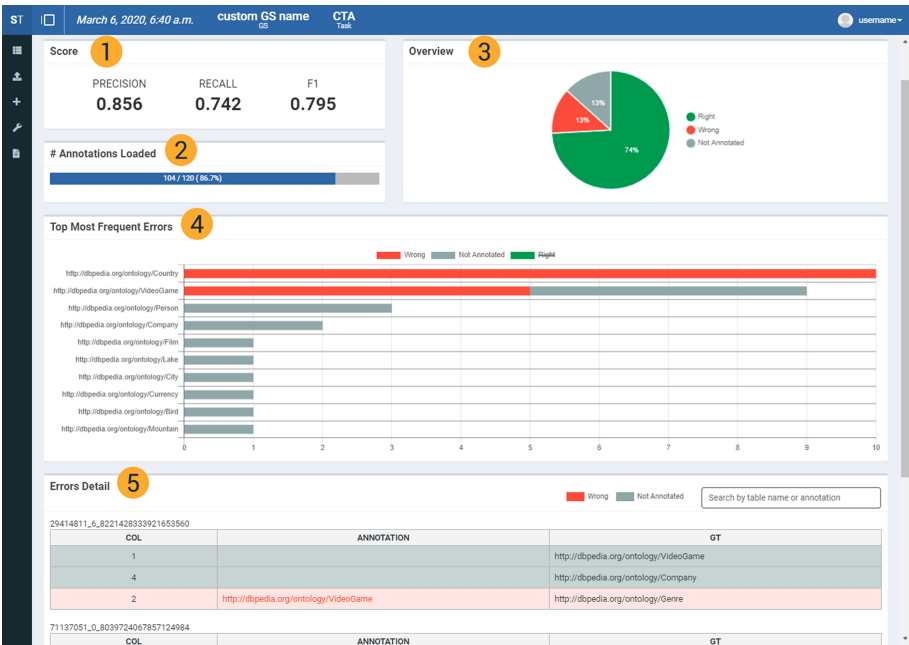 ST March 6, 2020, 6:40 a.m. custom GS name CTA username
GS Task
Score 1
PRECISION RECALL F1
0.856 0.742 0.795
# Annotations Loaded 2
104 / 120 ( 86.7%)
Overview 3
13%
13%
74%
Right
Wrong
Not Annotated
Top Most Frequent Errors 4
Wrong Not Annotated Right
http://dbpedia.org/ontology/Country
http://dbpedia.org/ontology/VideoGame
http://dbpedia.org/ontology/Person
http://dbpedia.org/ontology/Company
http://dbpedia.org/ontology/Film
http://dbpedia.org/ontology/Lake
http://dbpedia.org/ontology/City
http://dbpedia.org/ontology/Currency
http://dbpedia.org/ontology/Bird
http://dbpedia.org/ontology/Mountain
0 1 2 3 4 5 6 7 8 9 10
Errors Detail 5
Wrong Not Annotated Search by table name or annotation
29414811_6_8221428333921653560
COL ANNOTATION GT
1 http://dbpedia.org/ontology/VideoGame
4 http://dbpedia.org/ontology/Company
2 http://dbpedia.org/ontology/VideoGame http://dbpedia.org/ontology/Genre
71137051_0_8039724067857124984
COL ANNOTATION GT